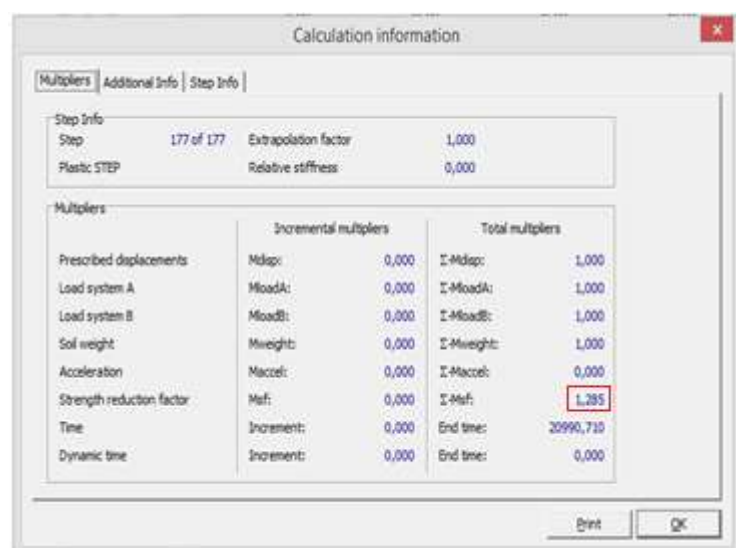 Calculation information
x
Multipliers Additional Info Step Info
Step Info
Step 177 of 177 Extrapolation factor 1,000
Plastic STEP Relative stiffness 0,000
Multipliers
Incremental multipliers Total multipliers
Prescribed displacements Mdisp: 0,000 Σ-Mdisp: 1,000
Load system A MloadA: 0,000 Σ-MloadA: 1,000
Load system B MloadB: 0,000 Σ-MloadB: 1,000
Soil weight Mweight: 0,000 Σ-Mweight: 1,000
Acceleration Maccel: 0,000 Σ-Maccel: 0,000
Strength reduction factor Msf: 0,000 Σ-Msf: 1,285
Time Increment: 0,000 End time: 20990,710
Dynamic time Increment: 0,000 End time: 0,000
Print OK